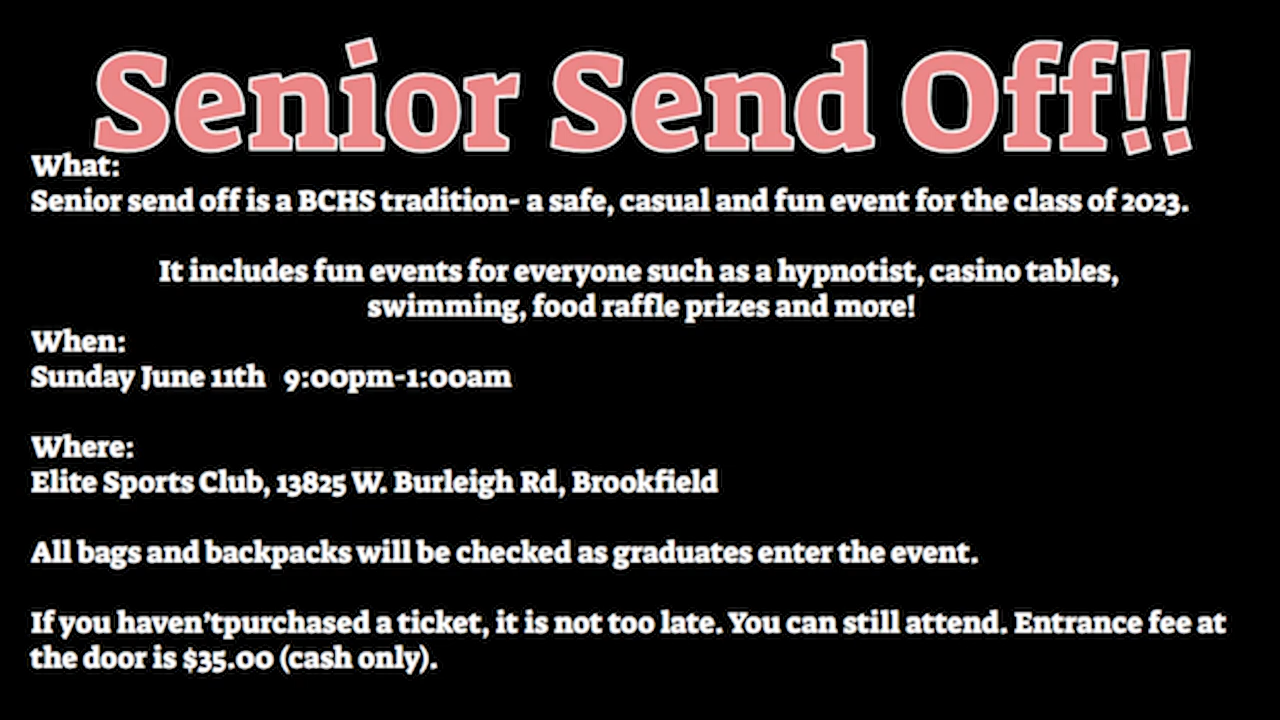 Senior Send Off!!
What:
Senior send off is a BCHS tradition- a safe, casual and fun event for the class of 2023.
It includes fun events for everyone such as a hypnotist, casino tables,
swimming, food raffle prizes and more!
When:
Sunday June 11th   9:00pm-1:00am
Where:
Elite Sports Club, 13825 W. Burleigh Rd, Brookfield
All bags and backpacks will be checked as graduates enter the event.
If you haven'tpurchased a ticket, it is not too late. You can still attend. Entrance fee at
the door is $35.00 (cash only).